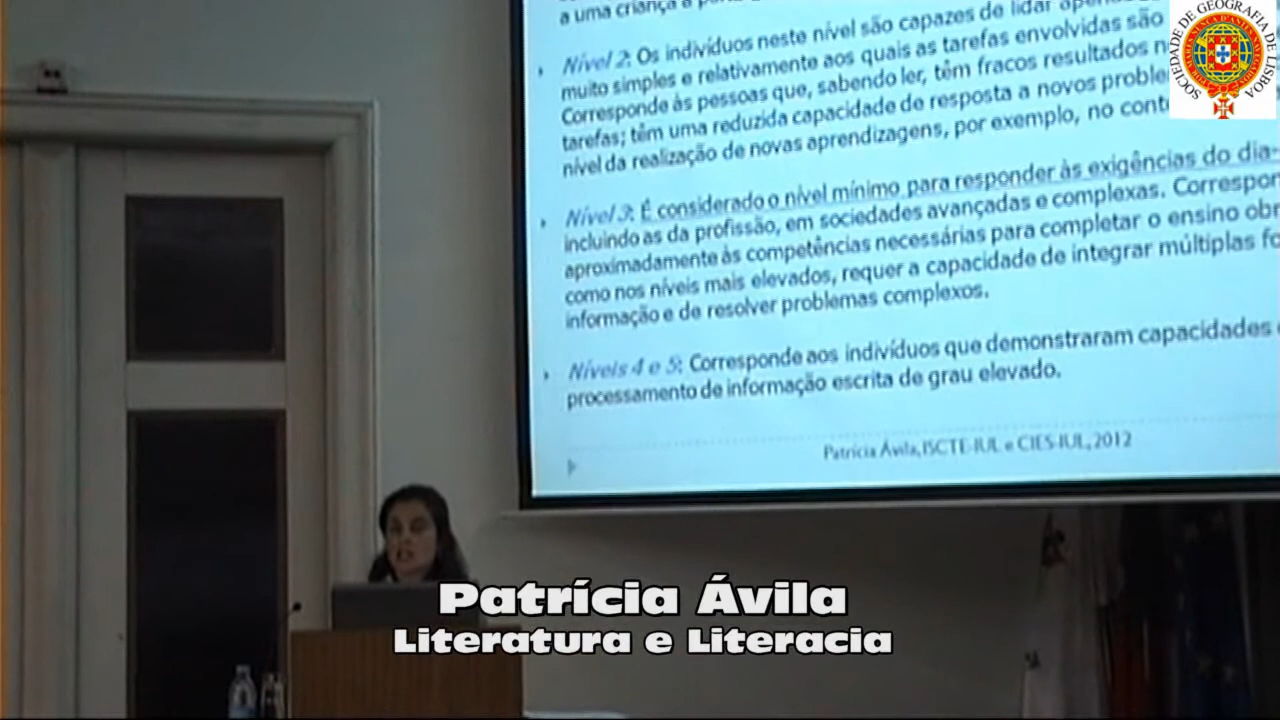 a uma criança a
Nível 2: Os indivíduos neste nível são capazes de lidar
muito simples e relativamente aos quais as tarefas envolvidas são
Corresponde às pessoas que, sabendo ler, têm fracos resultados
tarefas; têm uma reduzida capacidade de resposta a novos
nível da realização de novas aprendizagens, por exemplo, no
Nível 3: É considerado o nível mínimo para responder às exigências do dia-
incluindo as da profissão, em sociedades avançadas e complexas.
aproximadamente às competências necessárias para completar o ensino
como nos níveis mais elevados, requer a capacidade de integrar múltiplas
informação e de resolver problemas complexos.
Níveis 4 e 5: Corresponde aos indivíduos que demonstraram capacidades
processamento de informação escrita de grau elevado.
Patrícia Ávila, ISCTE-IUL e CIES-IUL, 2012
SOCIEDADE DE GEOGRAFIA DE LISBOA
Patrícia Ávila
Literatura e Literacia